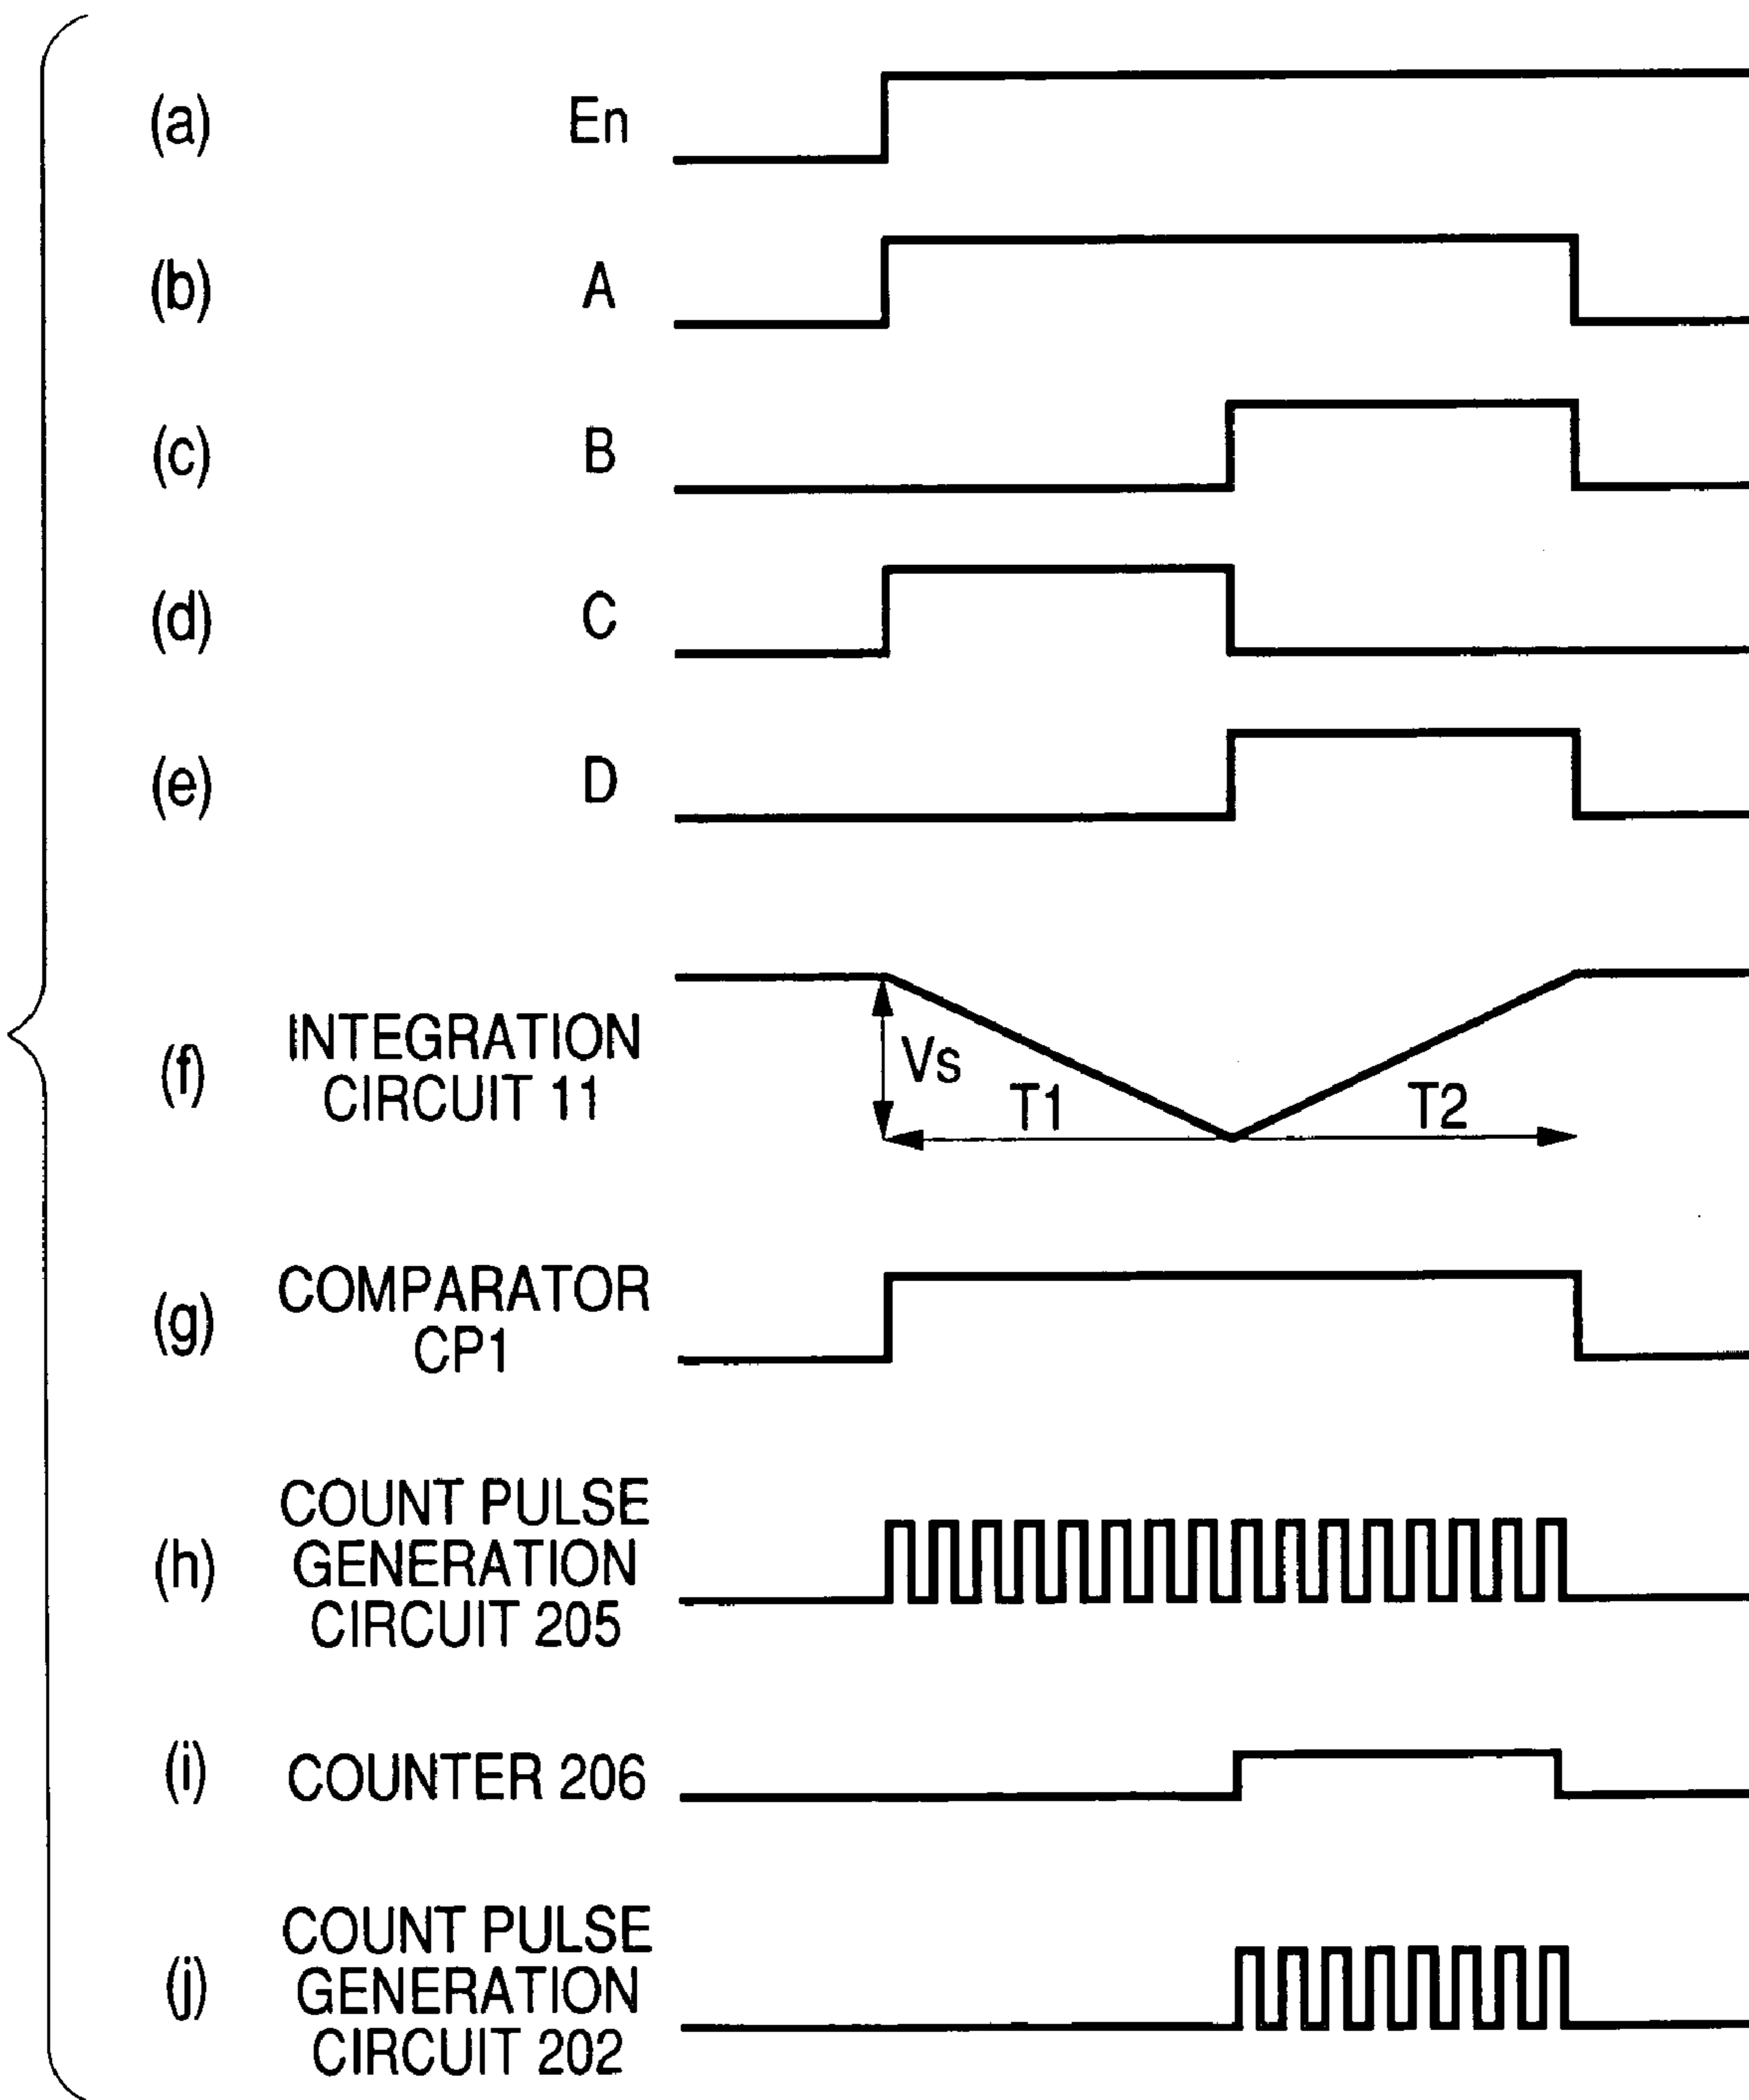 (a) En
(b) A
(c) B
(d) C
(e) D
(f) INTEGRATION
CIRCUIT 11
Vs
T1
T2
(g) COMPARATOR
CP1
(h) COUNT PULSE
GENERATION
CIRCUIT 205
(i) COUNTER 206
(j) COUNT PULSE
GENERATION
CIRCUIT 202